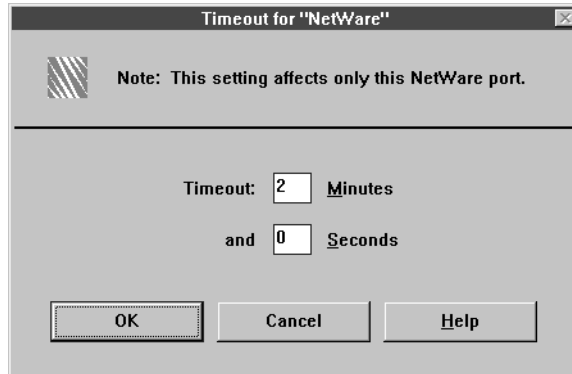 Timeout for "NetWare"
Note: This setting affects only this NetWare port.
Timeout: 2 Minutes
and 0 Seconds
OK Cancel Help